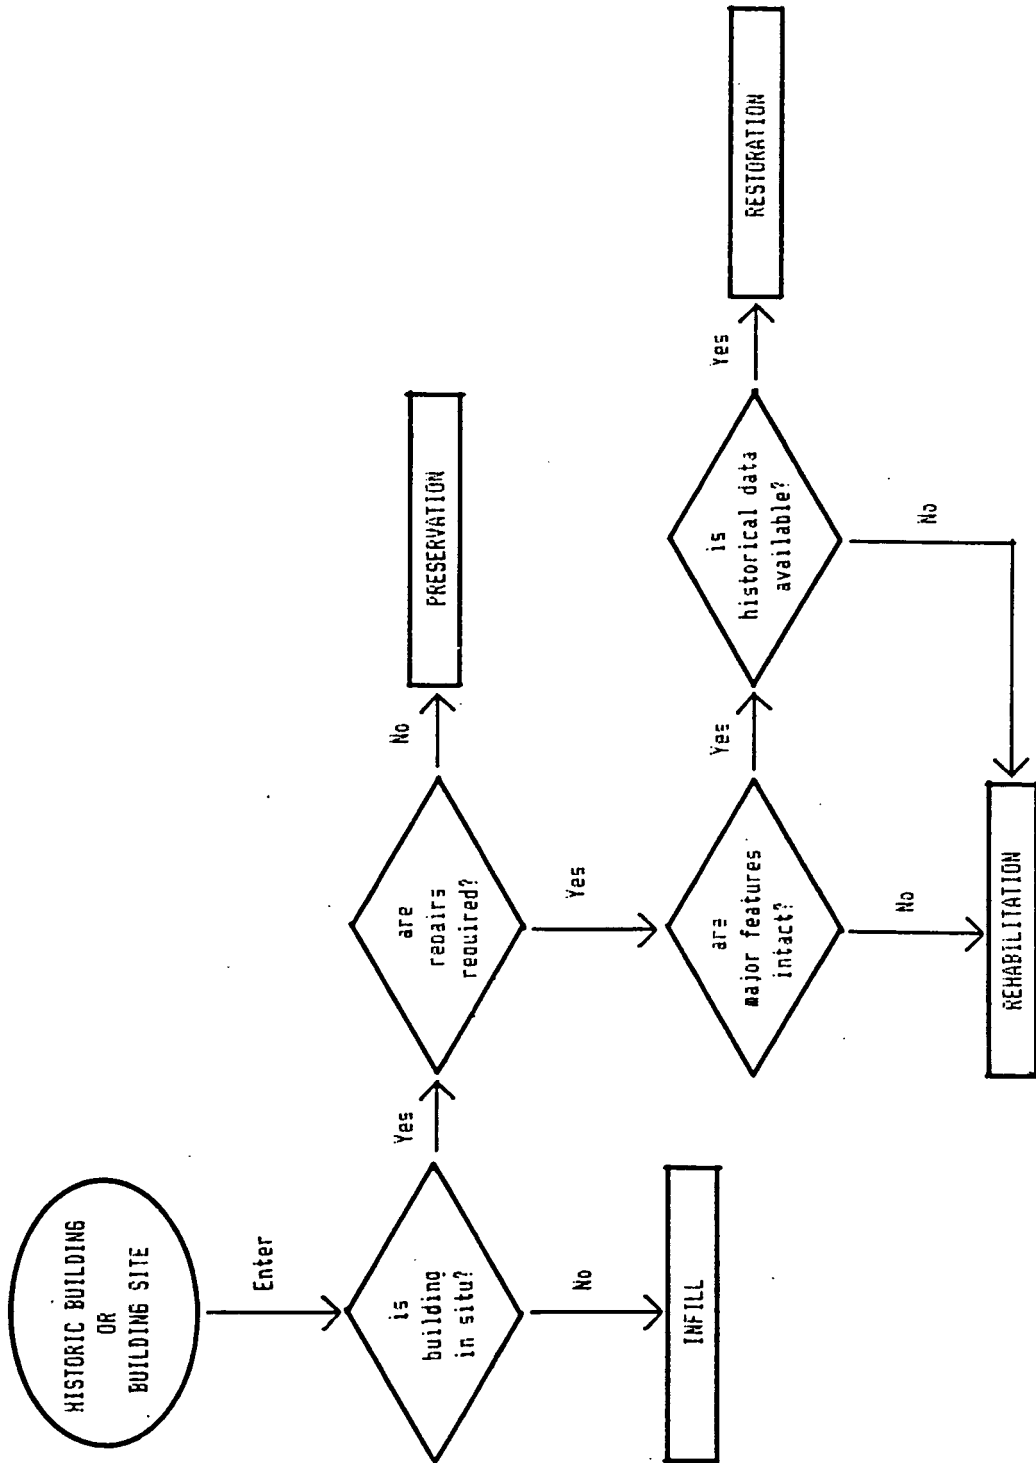 HISTORIC BUILDING
OR
BUILDING SITE
Enter
is
building
in situ?
Yes
No
INFILL
are
repairs
required?
No
PRESERVATION
Yes
are
major features
intact?
Yes
No
REHABILITATION
is
historical data
available?
Yes
RESTORATION
No